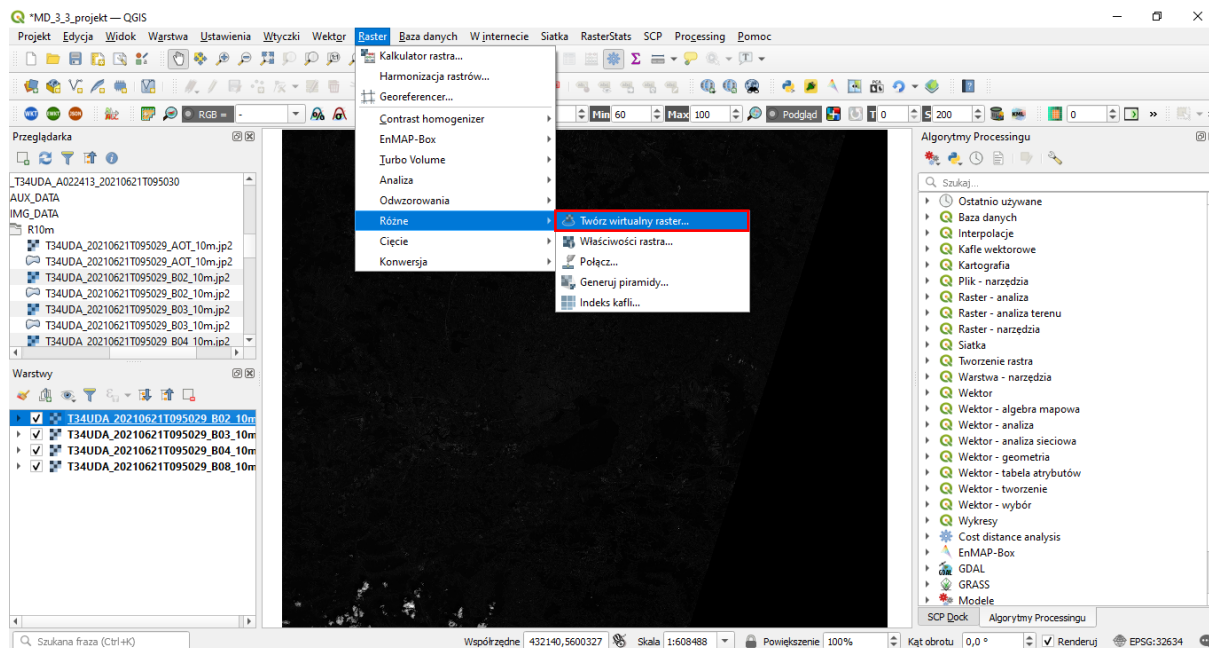 *MD_3_3_projekt — QGIS
Projekt Edycja Widok Warstwa Ustawienia Wtyczki Wektor Raster Baza danych W internecie Siatka RasterStats SCP Processing Pomoc
Kalkulator rastra...
Harmonizacja rastrów...
Georeferencer...
Contrast homogenizer
EnMAP-Box
Turbo Volume
Analiza
Odwzorowania
Różne
Cięcie
Konwersja
Twórz wirtualny raster...
Właściwości rastra...
Połącz...
Generuj piramidy...
Indeks kafli...
RGB = -
Min 60 Max 100 Podgląd T 0 S 200 0
Przeglądarka
_T34UDA_A022413_20210621T095030
AUX_DATA
IMG_DATA
R10m
T34UDA_20210621T095029_AOT_10m.jp2
T34UDA_20210621T095029_AOT_10m.jp2
T34UDA_20210621T095029_B02_10m.jp2
T34UDA_20210621T095029_B02_10m.jp2
T34UDA_20210621T095029_B03_10m.jp2
T34UDA_20210621T095029_B03_10m.jp2
T34UDA_20210621T095029_B04_10m.jp2
Warstwy
T34UDA_20210621T095029_B02_10m
T34UDA_20210621T095029_B03_10m
T34UDA_20210621T095029_B04_10m
T34UDA_20210621T095029_B08_10m
Algorytmy Processingu
Szukaj...
Ostatnio używane
Baza danych
Interpolacje
Kafle wektorowe
Kartografia
Plik - narzędzia
Raster - analiza
Raster - analiza terenu
Raster - narzędzia
Siatka
Tworzenie rastra
Warstwa - narzędzia
Wektor
Wektor - algebra mapowa
Wektor - analiza
Wektor - analiza sieciowa
Wektor - geometria
Wektor - tabela atrybutów
Wektor - tworzenie
Wektor - wybór
Wykresy
Cost distance analysis
EnMAP-Box
GDAL
GRASS
Modele
SCP Dock Algorytmy Processingu
Szukana fraza (Ctrl+K) Współrzędne 432140,5600327 Skala 1:608488 Powiększenie 100% Kąt obrotu 0,0 ° Renderuj EPSG:32634